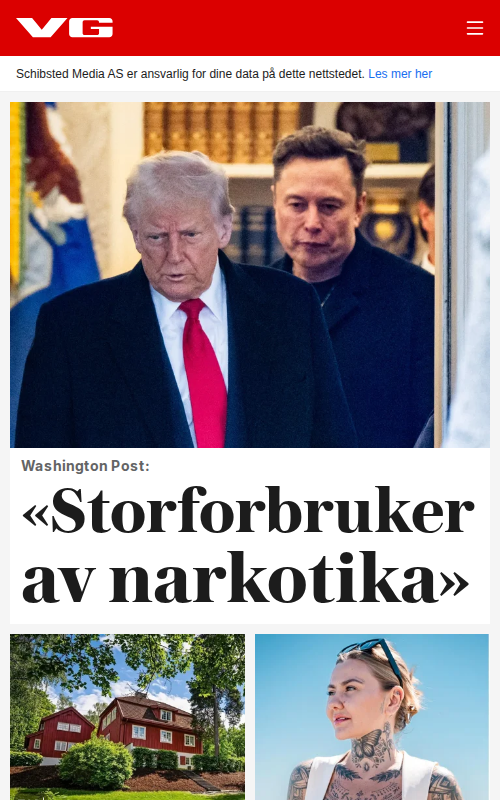 VG
Schibsted Media AS er ansvarlig for dine data på dette nettstedet. Les mer her
Washington Post:
«Storforbruker
av narkotika»